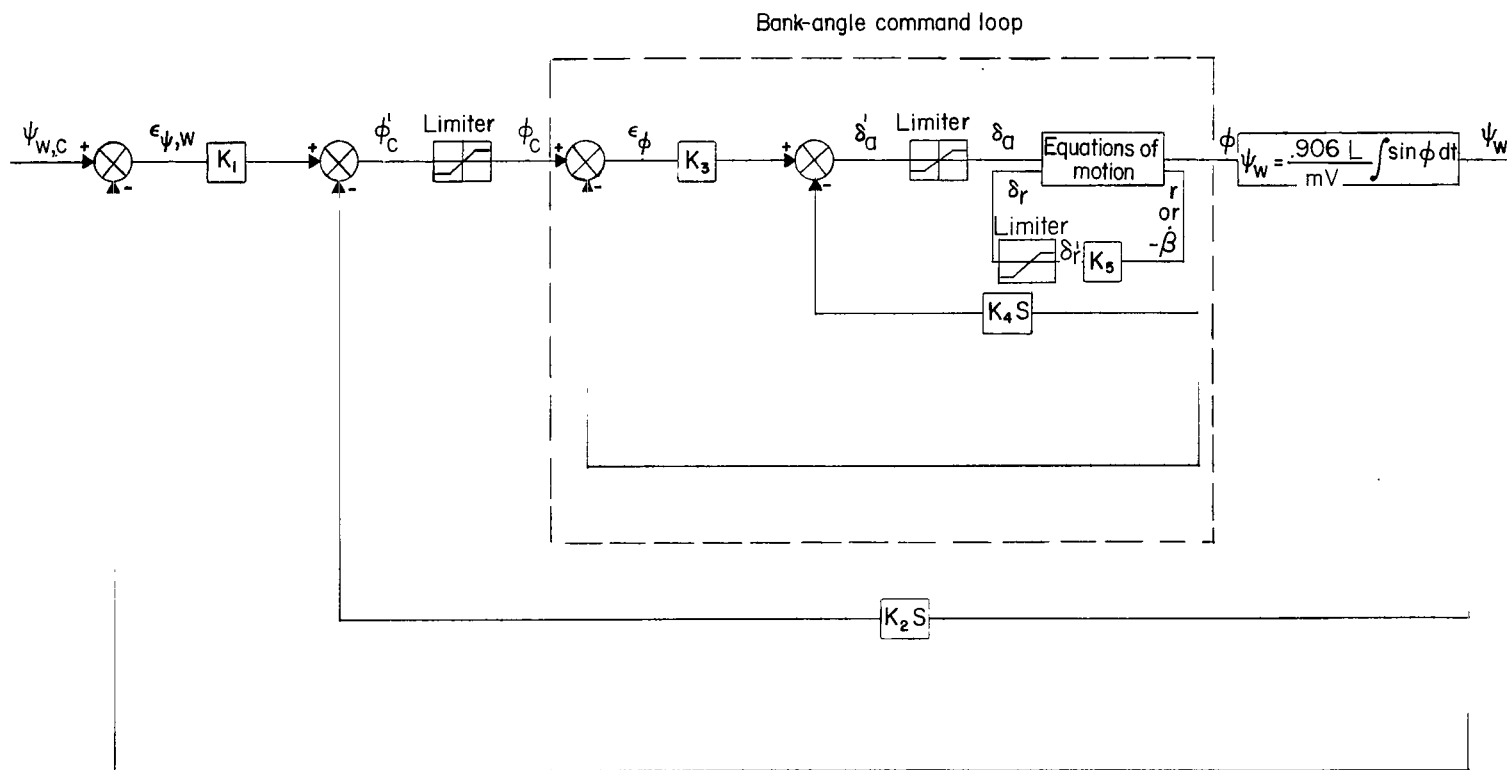 Bank-angle command loop
ψw,c
+
-
εψ,w
K₁
+
-
ϕ'c
Limiter
ϕc
+
-
εϕ
K₃
+
-
δ'a
Limiter
δa
Equations of
motion
δr
r
or
-β̇
Limiter
δ'r
K₅
K₄S
ϕ
ψw = .906 L/mV ∫ sin ϕ dt
ψw
K₂S